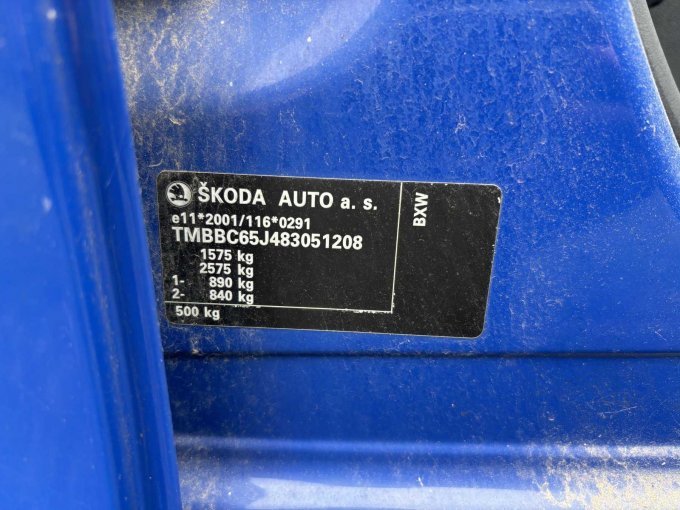 ŠKODA AUTO a. s.
e11*2001/116*0291
TMBBC65J483051208
1575 kg
2575 kg
1- 890 kg
2- 840 kg
500 kg
BXW